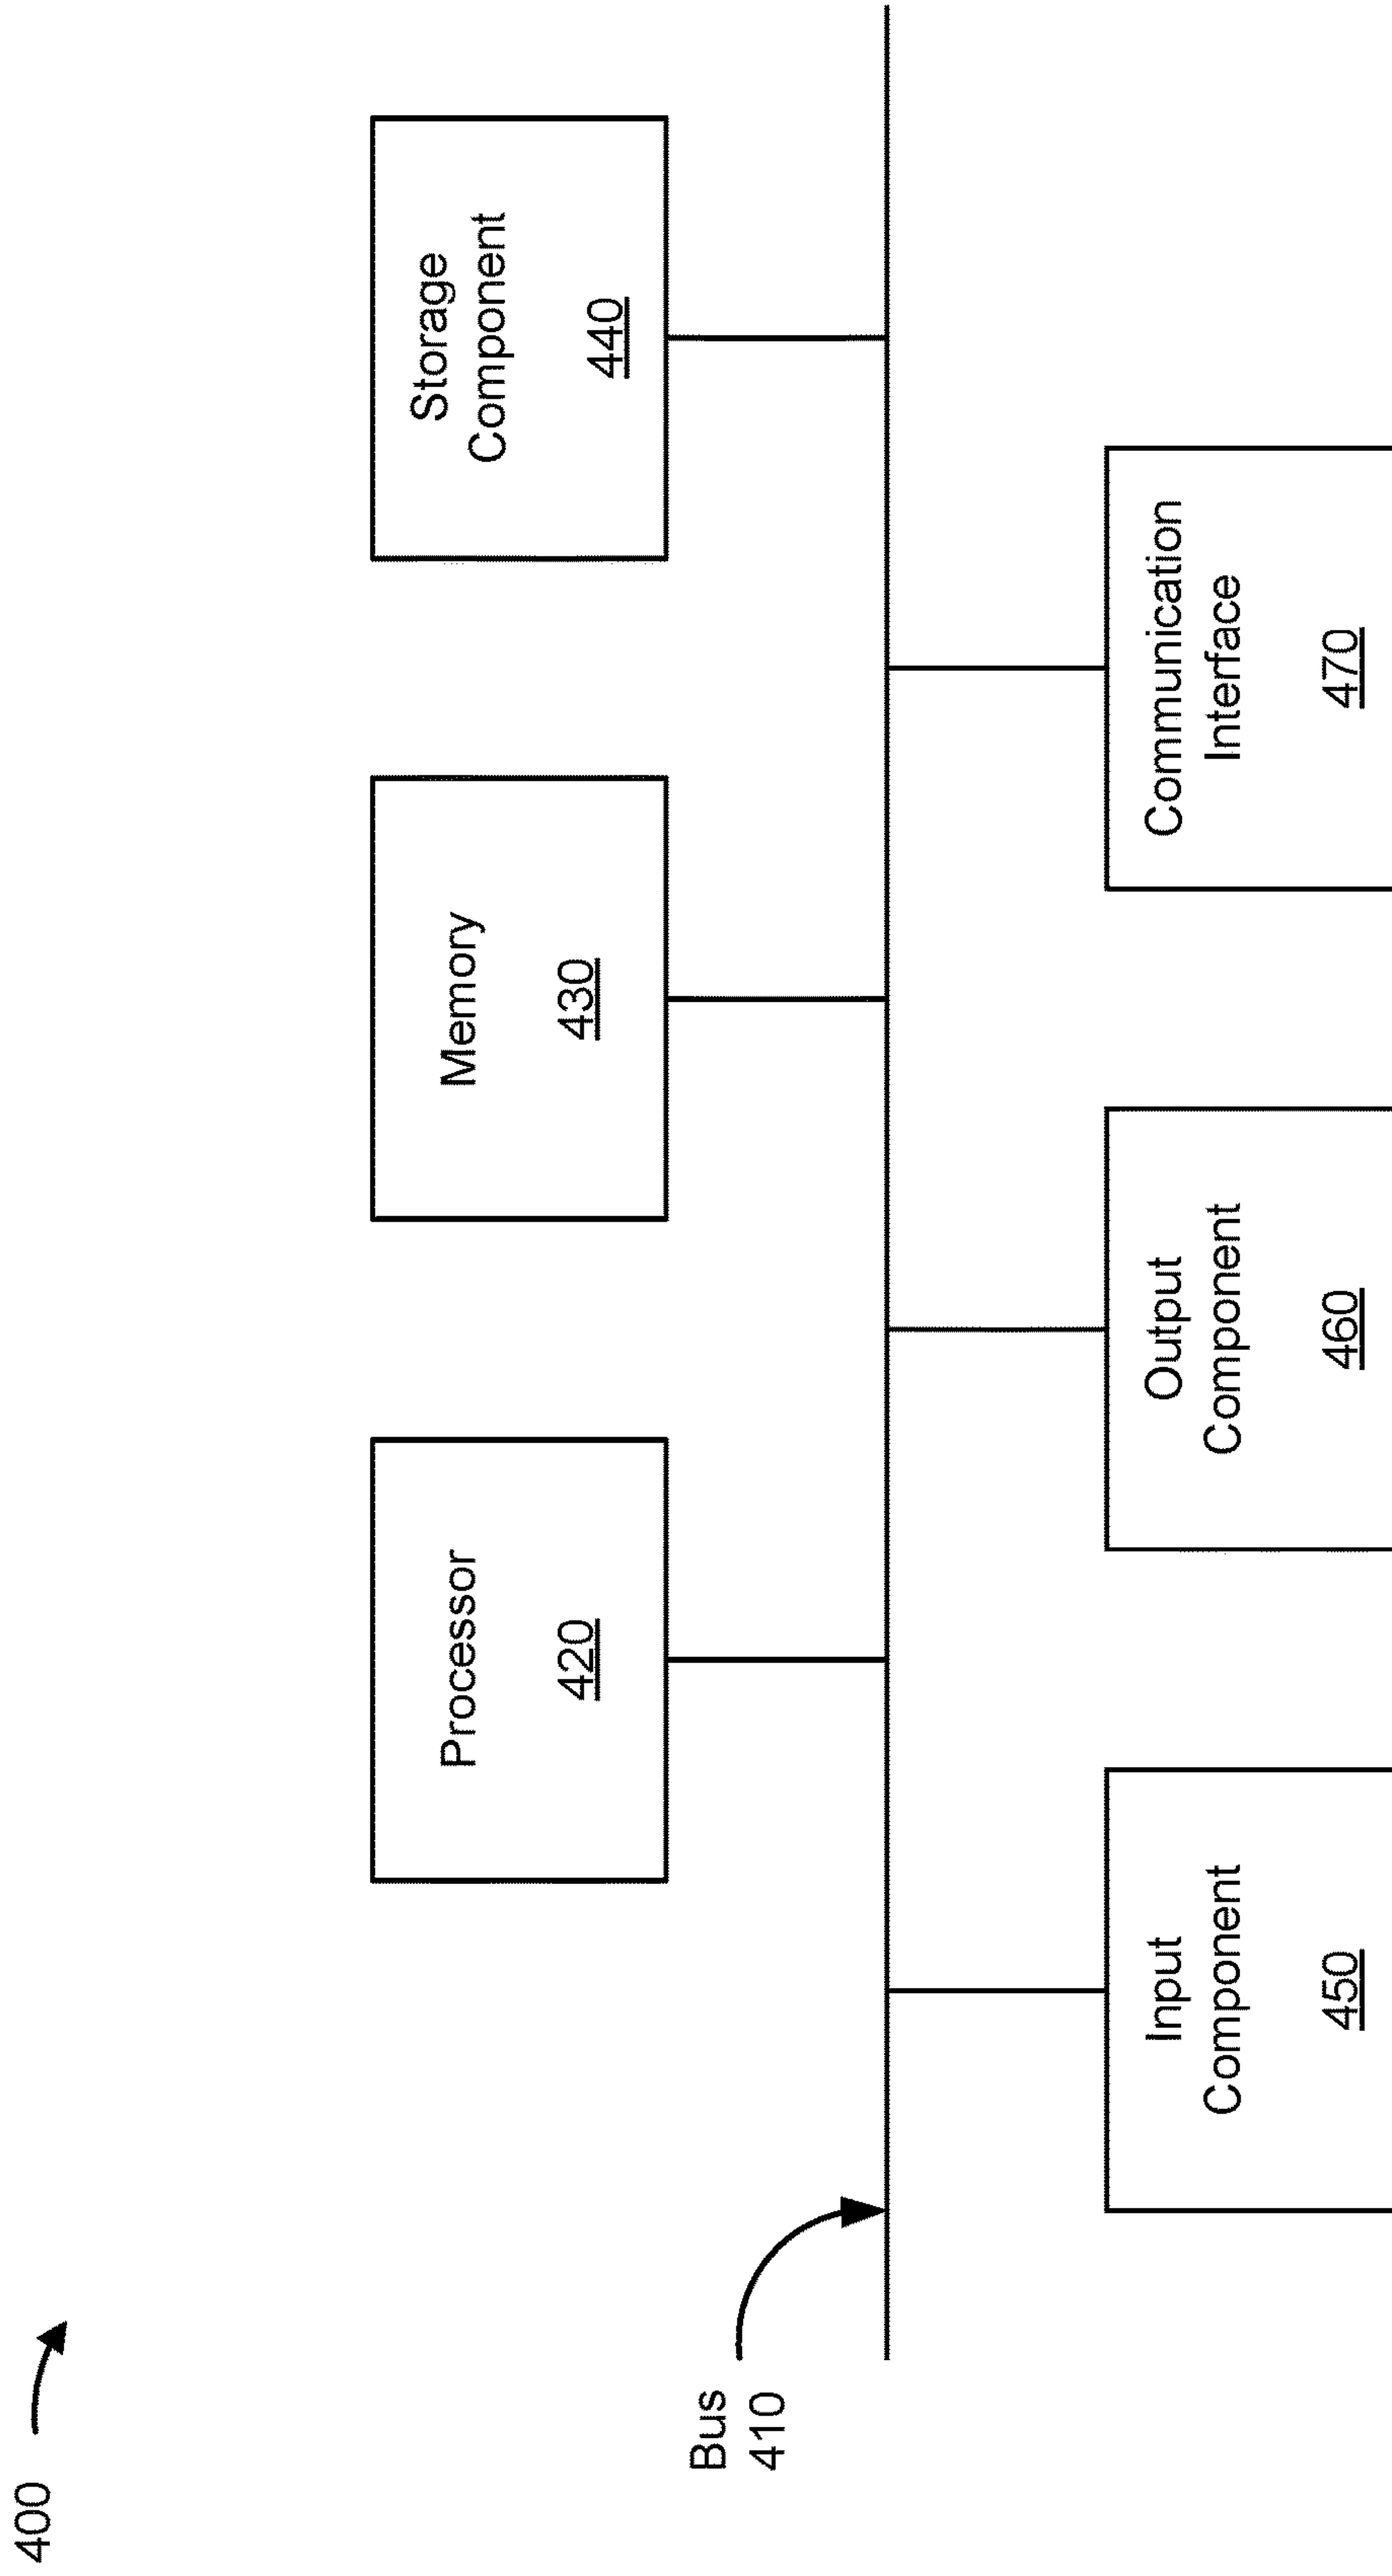 400
Processor
420
Memory
430
Storage
Component
440
Bus
410
Input
Component
450
Output
Component
460
Communication
Interface
470